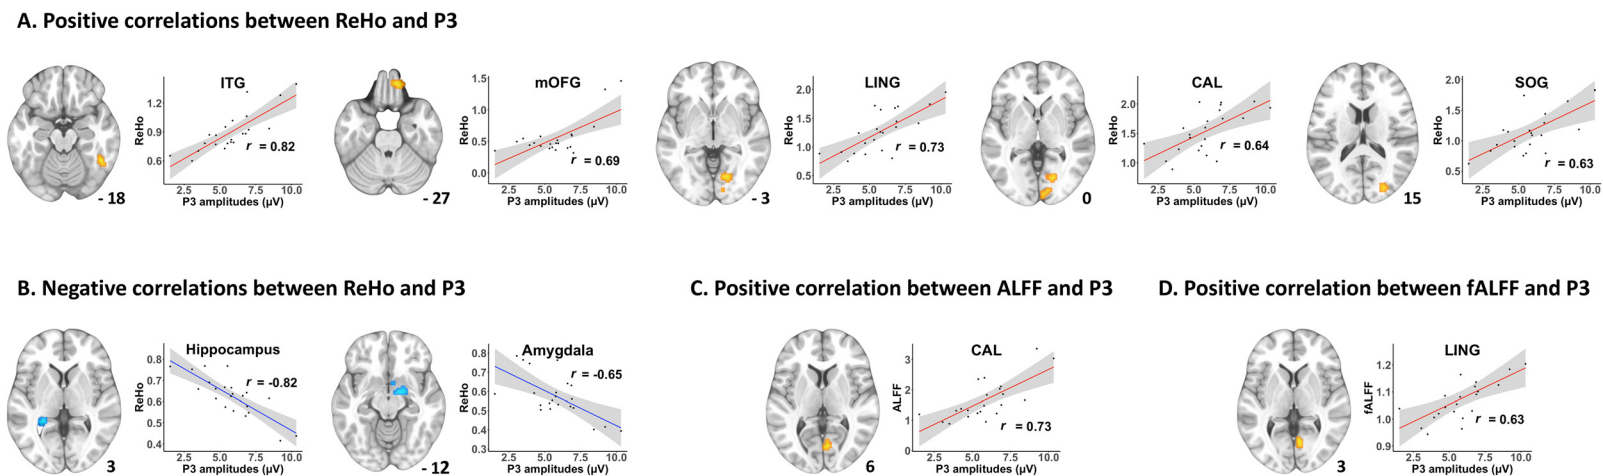 A. Positive correlations between ReHo and P3
ITG
ReHo
1.2
0.9
0.6
r = 0.82
2.5 5.0 7.5 10.0
P3 amplitudes (µV)
- 18
mOFG
ReHo
1.5
1.0
0.5
0.0
r = 0.69
2.5 5.0 7.5 10.0
P3 amplitudes (µV)
- 27
LING
ReHo
2.0
1.5
1.0
0.5
r = 0.73
2.5 5.0 7.5 10.0
P3 amplitudes (µV)
- 3
CAL
ReHo
2.0
1.5
1.0
r = 0.64
2.5 5.0 7.5 10.0
P3 amplitudes (µV)
0
SOG
ReHo
2.0
1.5
1.0
0.5
r = 0.63
2.5 5.0 7.5 10.0
P3 amplitudes (µV)
15
B. Negative correlations between ReHo and P3
Hippocampus
ReHo
0.8
0.7
0.6
0.5
0.4
r = -0.82
2.5 5.0 7.5 10.0
P3 amplitudes (µV)
3
Amygdala
ReHo
0.8
0.7
0.6
0.5
0.4
0.3
r = -0.65
2.5 5.0 7.5 10.0
P3 amplitudes (µV)
- 12
C. Positive correlation between ALFF and P3
CAL
ALFF
3
2
1
0
r = 0.73
2.5 5.0 7.5 10.0
P3 amplitudes (µV)
6
D. Positive correlation between fALFF and P3
LING
fALFF
1.2
1.1
1.0
0.9
r = 0.63
2.5 5.0 7.5 10.0
P3 amplitudes (µV)
3